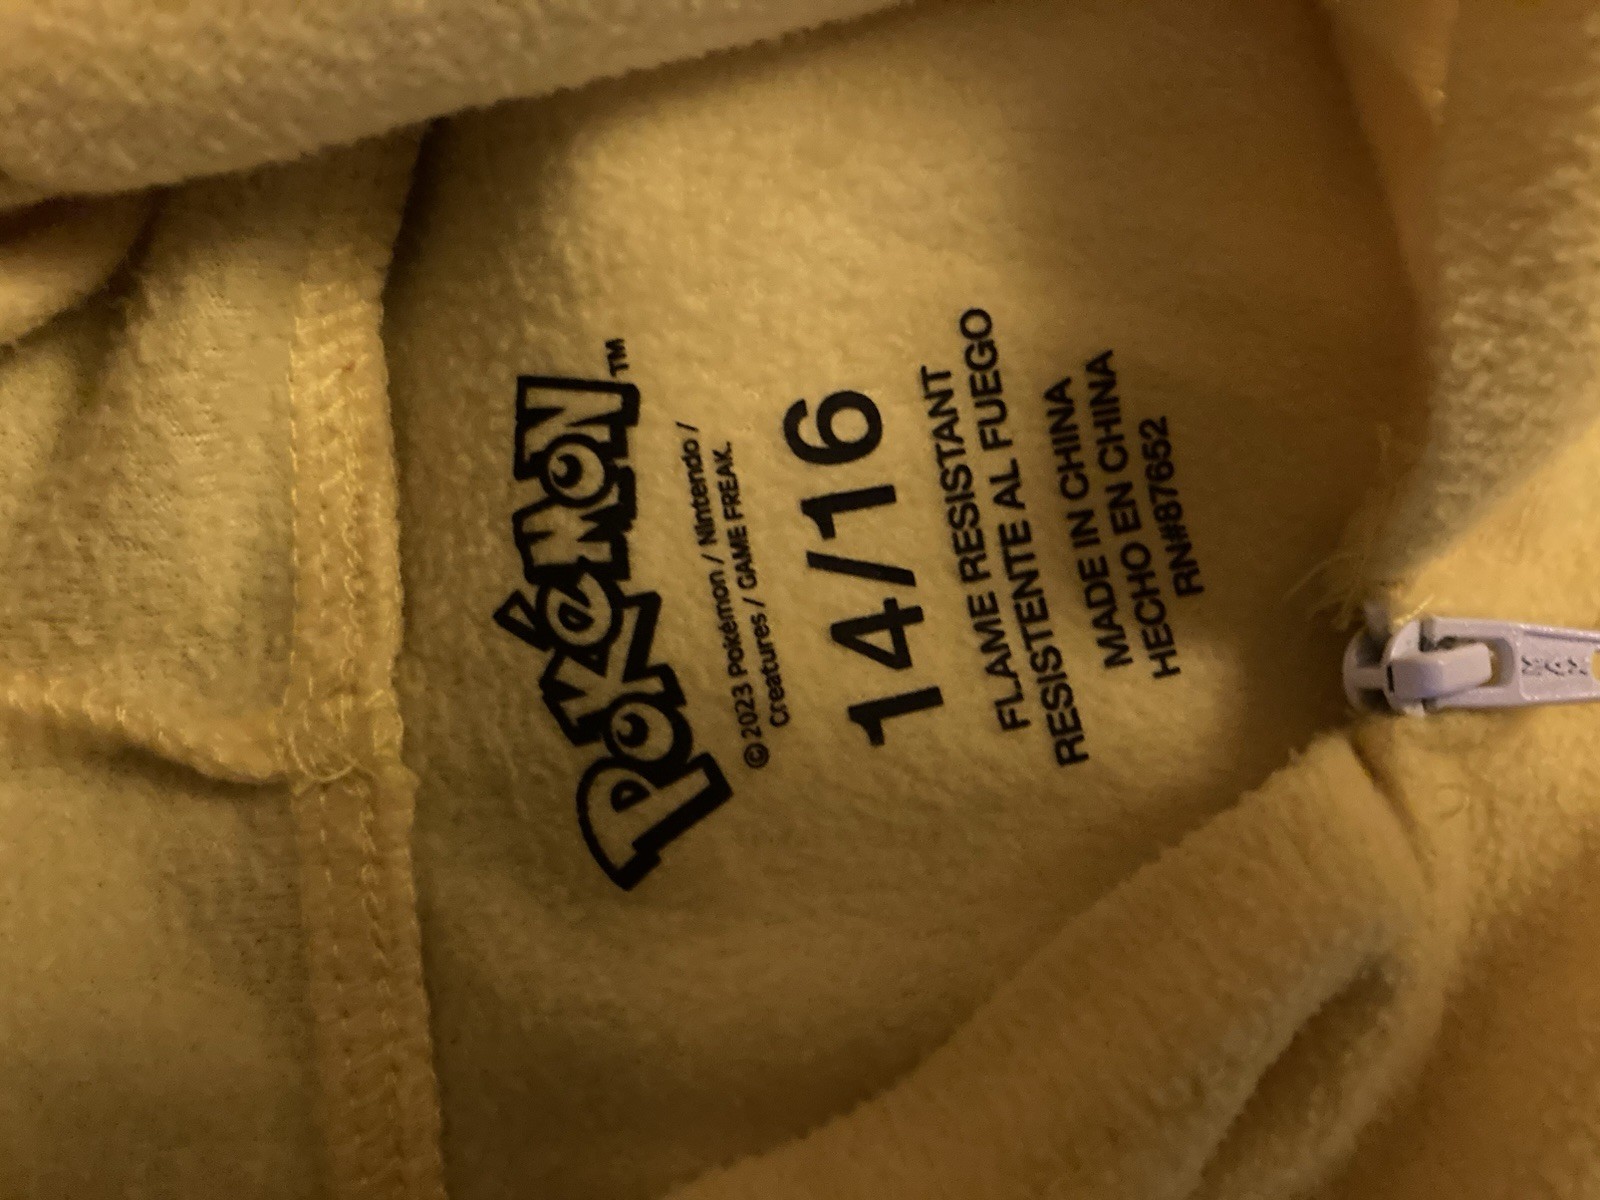 POKéMON™
©2023 Pokémon / Nintendo /
Creatures / GAME FREAK.
14/16
FLAME RESISTANT
RESISTENTE AL FUEGO
MADE IN CHINA
HECHO EN CHINA
RN#87652